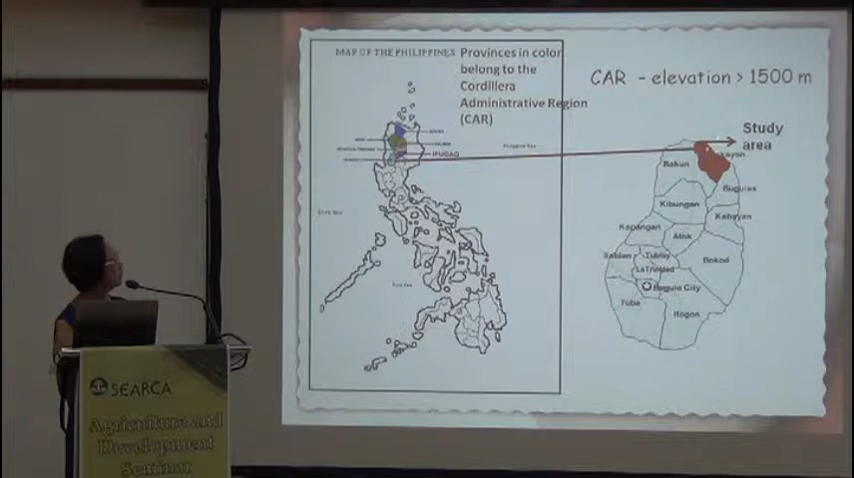 MAP OF THE PHILIPPINES
Provinces in color
belong to the
Cordillera
Administrative Region
(CAR)
IFUGAO
CAR - elevation > 1500 m
Study
area
Bakun
Buguias
Kibungan
Kabayan
Kapangan
Atok
Sablan
Tublay
La Trinidad
Bokod
Baguio City
Tuba
Itogon
SEARCA
Agriculture and
Development
Seminar